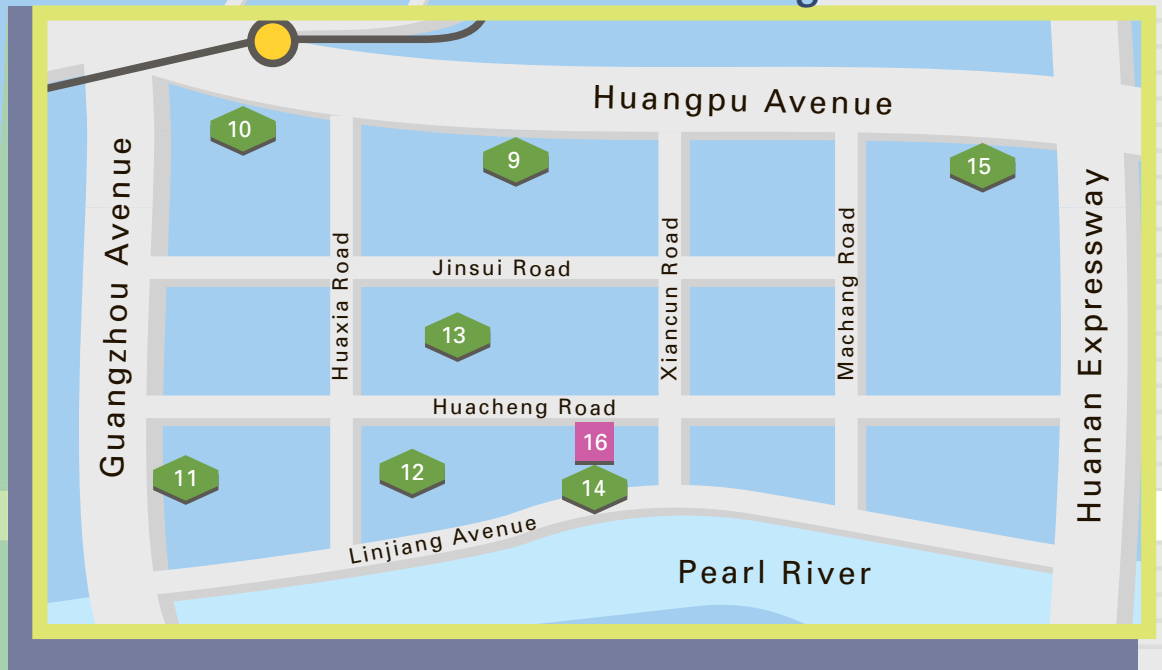 Huangpu Avenue
10
9
15
Guangzhou Avenue
Huaxia Road
Jinsui Road
Xiancun Road
Machang Road
Huanan Expressway
13
Huacheng Road
16
11
12
14
Linjiang Avenue
Pearl River